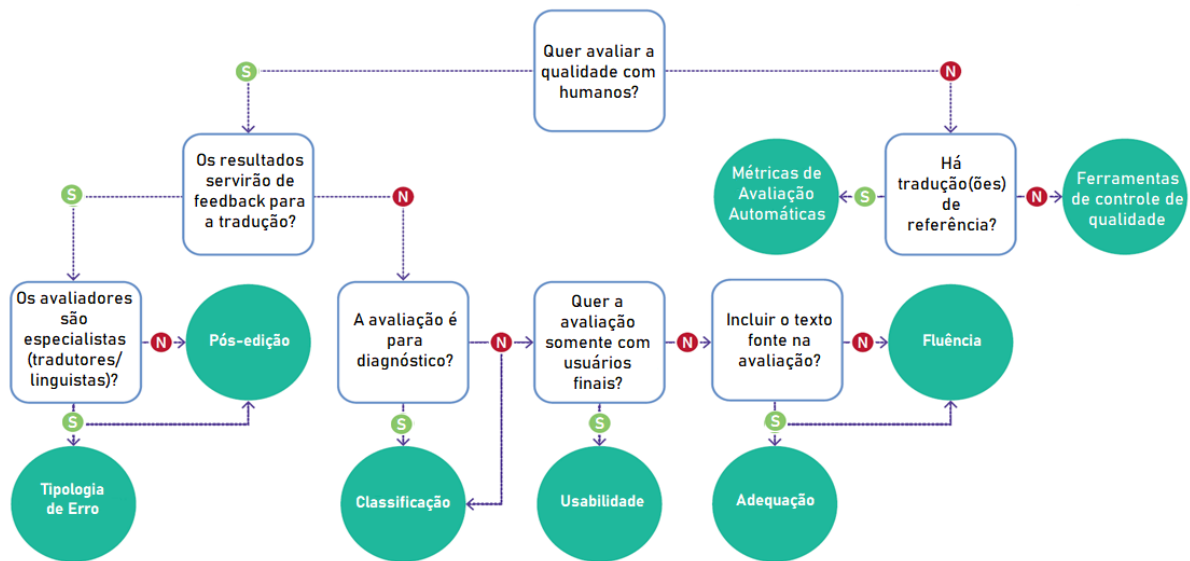 Quer avaliar a
qualidade com
humanos?
S
N
Os resultados
servirão de
feedback para
a tradução?
S
N
Métricas de
Avaliação
Automáticas
S
Há
tradução(ões)
de
referência?
N
Ferramentas
de controle de
qualidade
Os avaliadores
são
especialistas
(tradutores/
linguistas)?
N
Pós-edição
S
Tipologia
de Erro
A avaliação é
para
diagnóstico?
N
S
Classificação
Quer a
avaliação
somente com
usuários
finais?
N
S
Usabilidade
Incluir o texto
fonte na
avaliação?
N
Fluência
S
Adequação